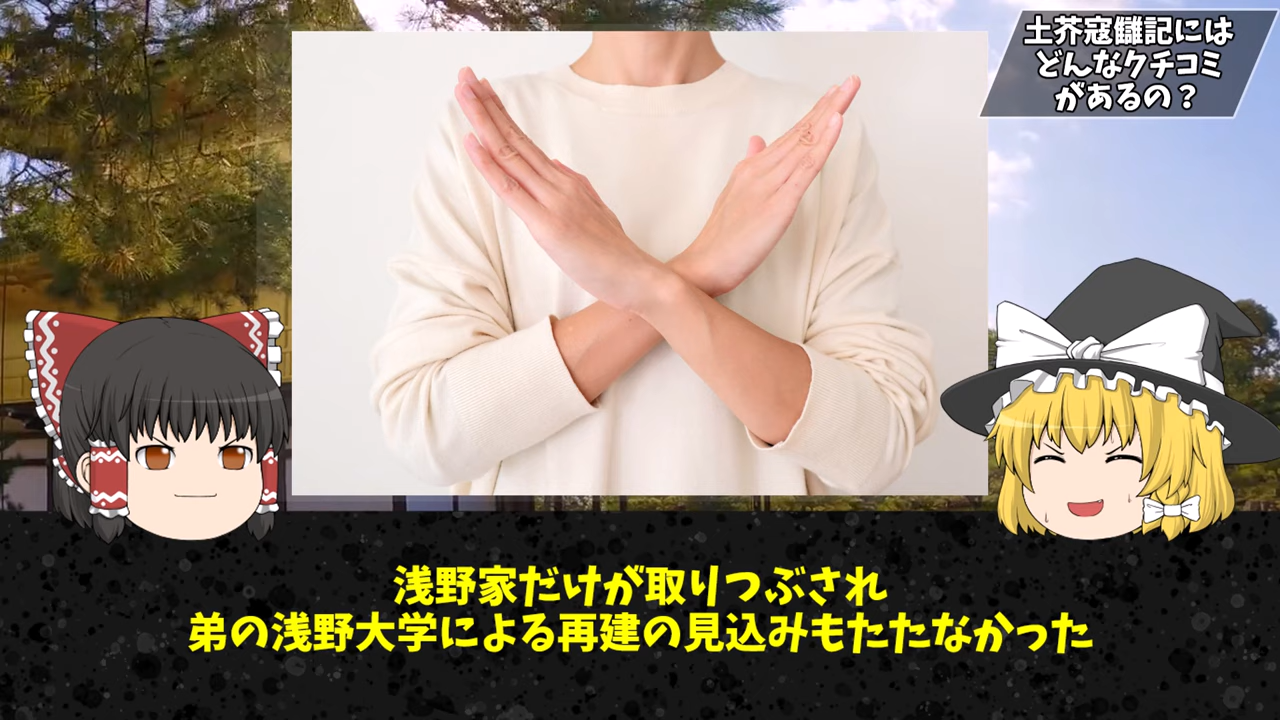 土芥寇讎記には
どんなクチコミ
があるの？
浅野家だけが取りつぶされ
弟の浅野大学による再建の見込みもたたなかった